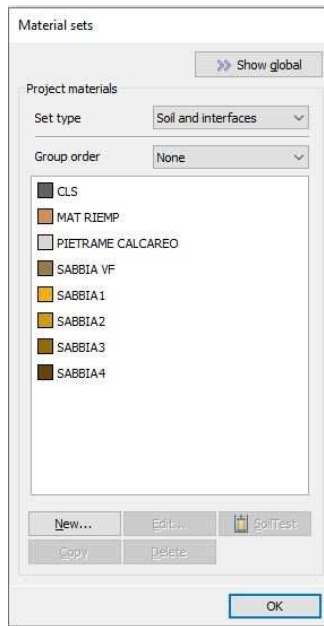 Material sets
Show global
Project materials
Set type Soil and interfaces
Group order None
CLS
MAT RIEMP
PIETRAME CALCAREO
SABBIA VF
SABBIA1
SABBIA2
SABBIA3
SABBIA4
New... Edit... SoilTest
Copy Delete
OK